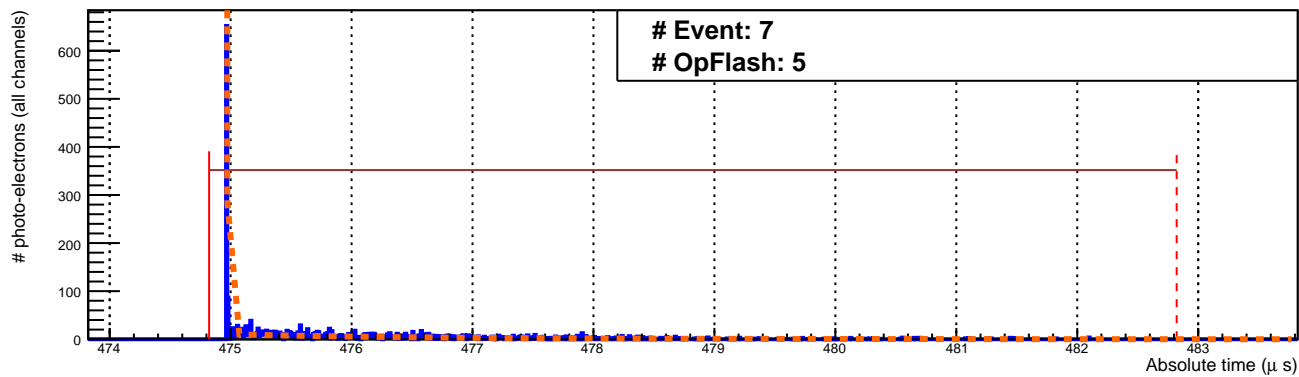 # Event: 7
# OpFlash: 5
# photo-electrons (all channels)
600
500
400
300
200
100
0
474 475 476 477 478 479 480 481 482 483
Absolute time (μ s)